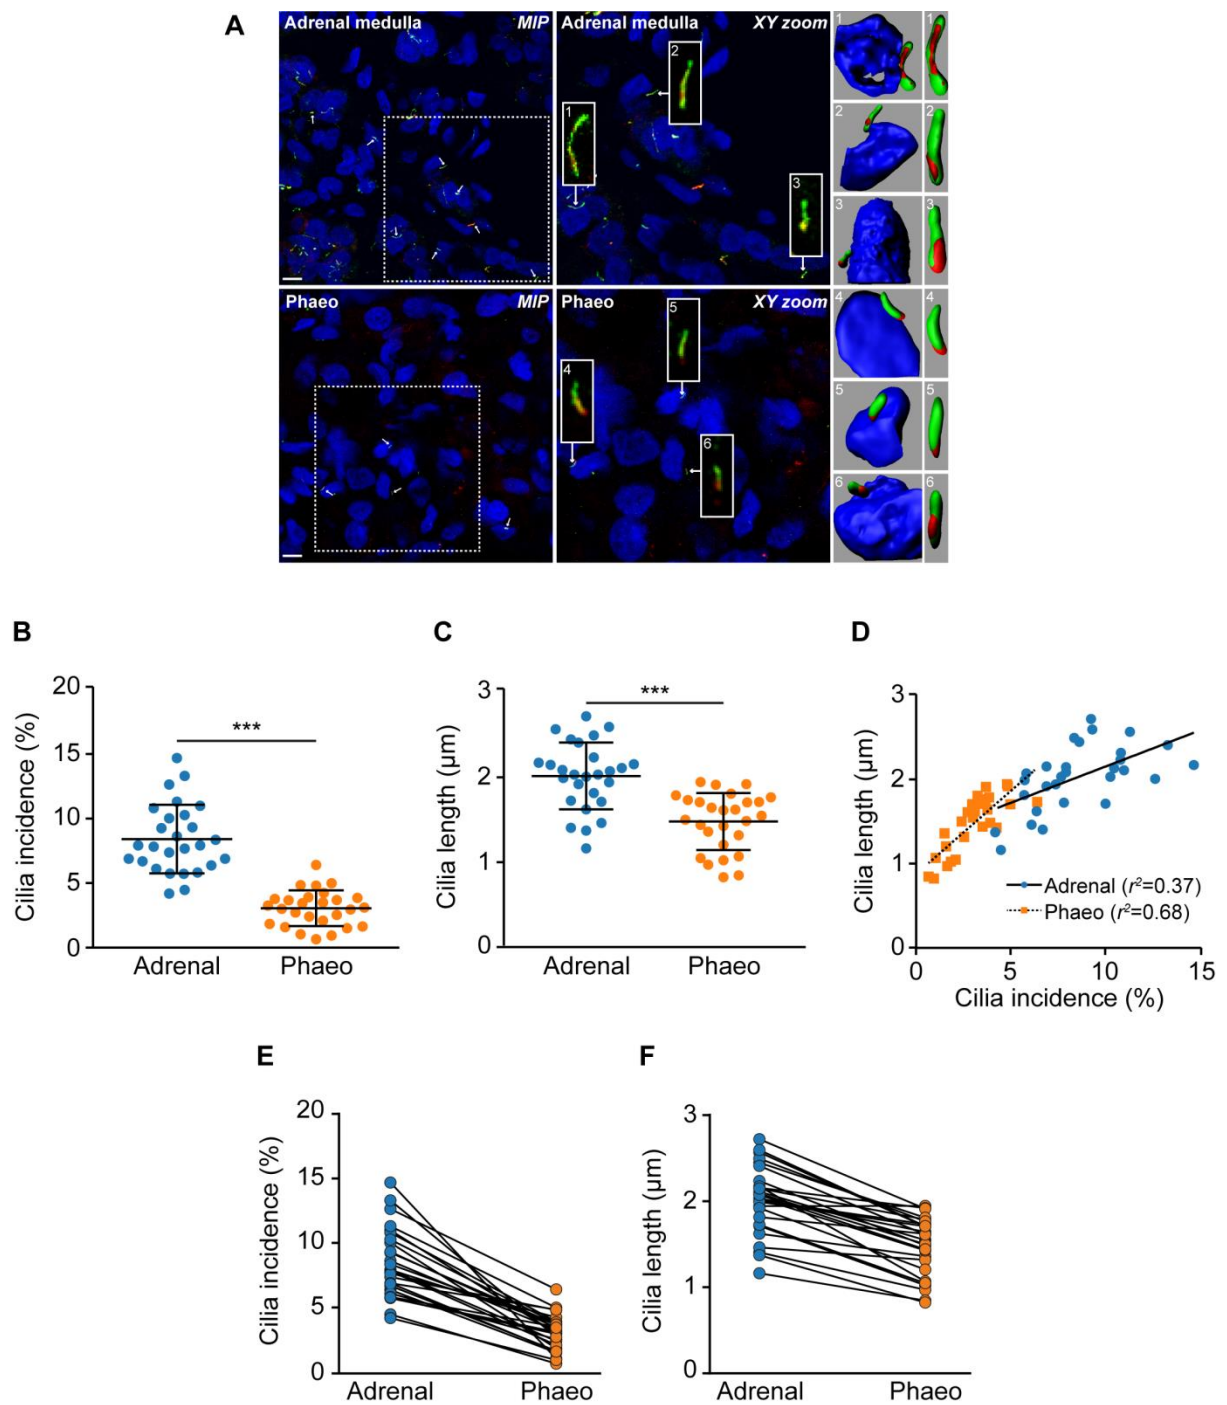 A
Adrenal medulla MIP
Adrenal medulla XY zoom
1
2
3
1 1
2 2
3 3
Phaeo MIP
Phaeo XY zoom
4
5
6
4 4
5 5
6 6
B
Cilia incidence (%)
20
15
10
5
0
***
Adrenal Phaeo
C
Cilia length (µm)
3
2
1
0
***
Adrenal Phaeo
D
Cilia length (µm)
3
2
1
0
Adrenal (r²=0.37)
Phaeo (r²=0.68)
0 5 10 15
Cilia incidence (%)
E
Cilia incidence (%)
20
15
10
5
0
Adrenal Phaeo
F
Cilia length (µm)
3
2
1
0
Adrenal Phaeo